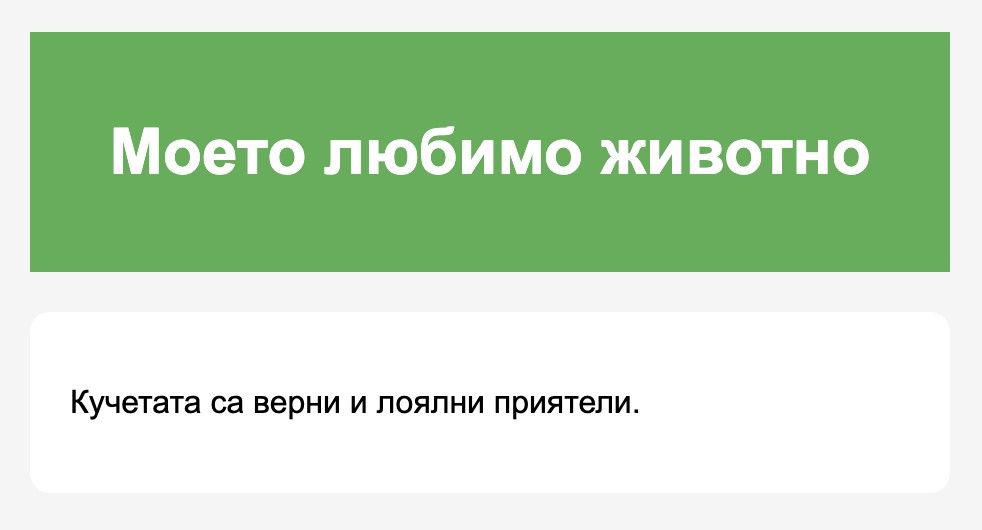 Моето любимо животно
Кучетата са верни и лоялни приятели.